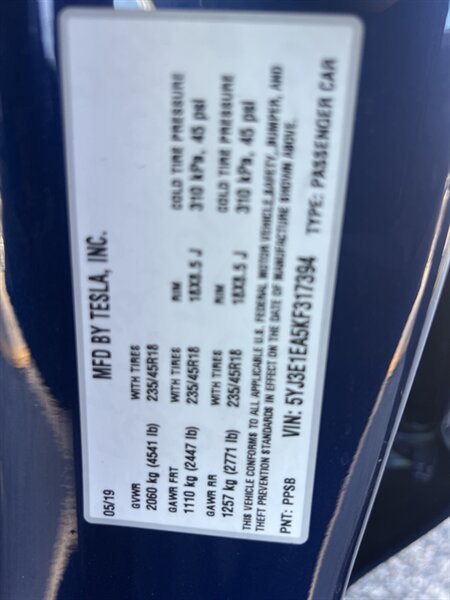 MFD BY TESLA, INC.
05/19
GVWR WITH TIRES RIM COLD TIRE PRESSURE
2060 kg (4541 lb) 235/45R18 18X8.5 J 310 kPa, 45 psi
GAWR FRT WITH TIRES RIM COLD TIRE PRESSURE
1110 kg (2447 lb) 235/45R18 18X8.5 J 310 kPa, 45 psi
GAWR RR
1257 kg (2771 lb) 235/45R18
THIS VEHICLE CONFORMS TO ALL APPLICABLE U.S. FEDERAL MOTOR VEHICLE SAFETY, BUMPER, AND
THEFT PREVENTION STANDARDS IN EFFECT ON THE DATE OF MANUFACTURE SHOWN ABOVE.
VIN: 5YJ3E1EA5KF317394 TYPE: PASSENGER CAR
PNT: PPSB